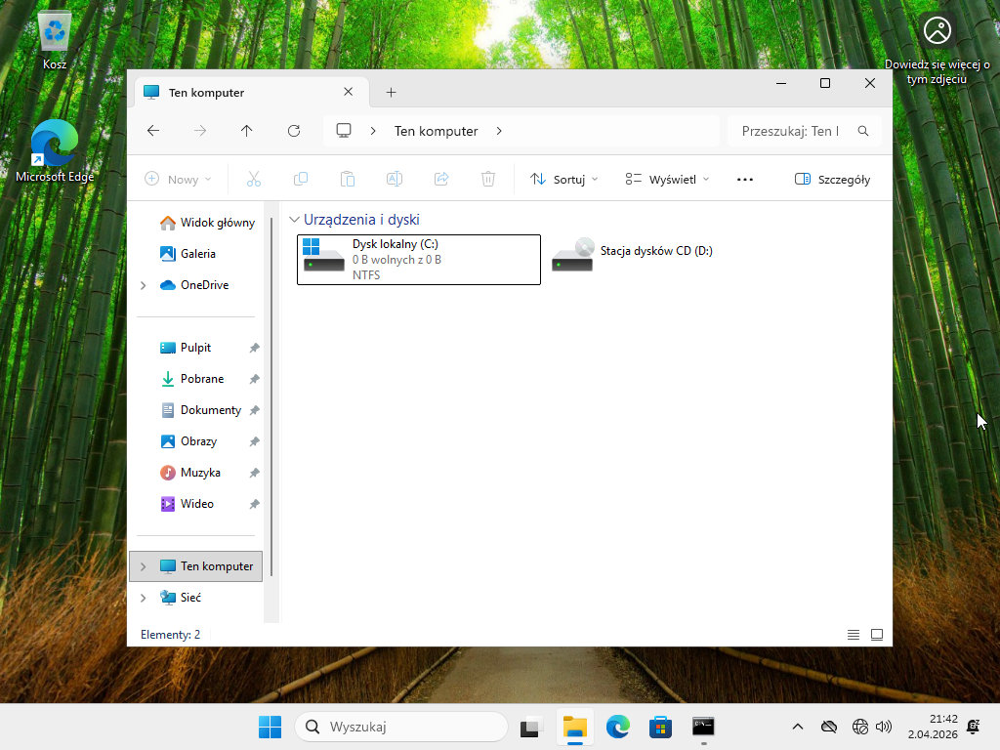 Kosz
Dowiedz się więcej o
tym zdjęciu
Microsoft Edge
Ten komputer
Ten komputer
Przeszukaj: Ten l
Nowy
Sortuj
Wyświetl
Szczegóły
Widok główny
Galeria
OneDrive
Pulpit
Pobrane
Dokumenty
Obrazy
Muzyka
Wideo
Ten komputer
Sieć
Urządzenia i dyski
Dysk lokalny (C:)
0 B wolnych z 0 B
NTFS
Stacja dysków CD (D:)
Elementy: 2
Wyszukaj
21:42
2.04.2026